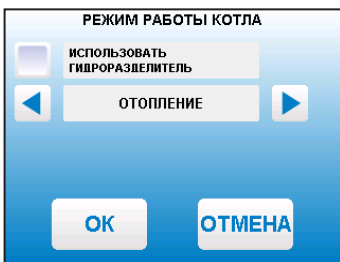 РЕЖИМ РАБОТЫ КОТЛА
ИСПОЛЬЗОВАТЬ
ГИДРОРАЗДЕЛИТЕЛЬ
ОТОПЛЕНИЕ
ОК ОТМЕНА